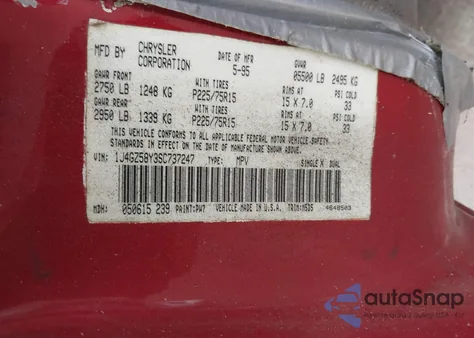 MFD BY CHRYSLER CORPORATION DATE OF MFR 5-95 GVWR 05500 LB 2495 KG
GAWR FRONT WITH TIRES RIMS AT PSI COLD
2750 LB 1248 KG P225/75R15 15 X 7.0 33
GAWR REAR WITH TIRES RIMS AT PSI COLD
2950 LB 1339 KG P225/75R15 15 X 7.0 33
THIS VEHICLE CONFORMS TO ALL APPLICABLE FEDERAL MOTOR VEHICLE SAFETY
STANDARDS IN EFFECT ON THE DATE OF MANUFACTURE SHOWN ABOVE.
VIN: 1J4GZ58Y3SC737247 TYPE: MPV SINGLE X DUAL
MDH: 050615 239 PAINT: PW7 VEHICLE MADE IN U.S.A. TRIM: M5D5 4648503
autoSnap